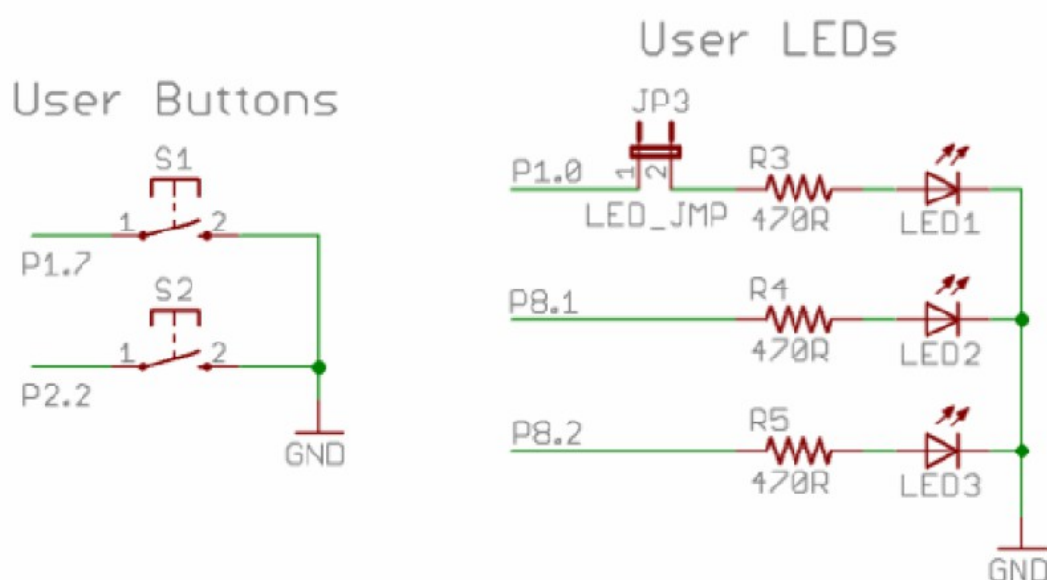 User Buttons
S1
1 2
P1.7
S2
1 2
P2.2
GND
User LEDs
JP3
P1.0
1 2
LED_JMP
R3
470R
LED1
P8.1
R4
470R
LED2
P8.2
R5
470R
LED3
GND